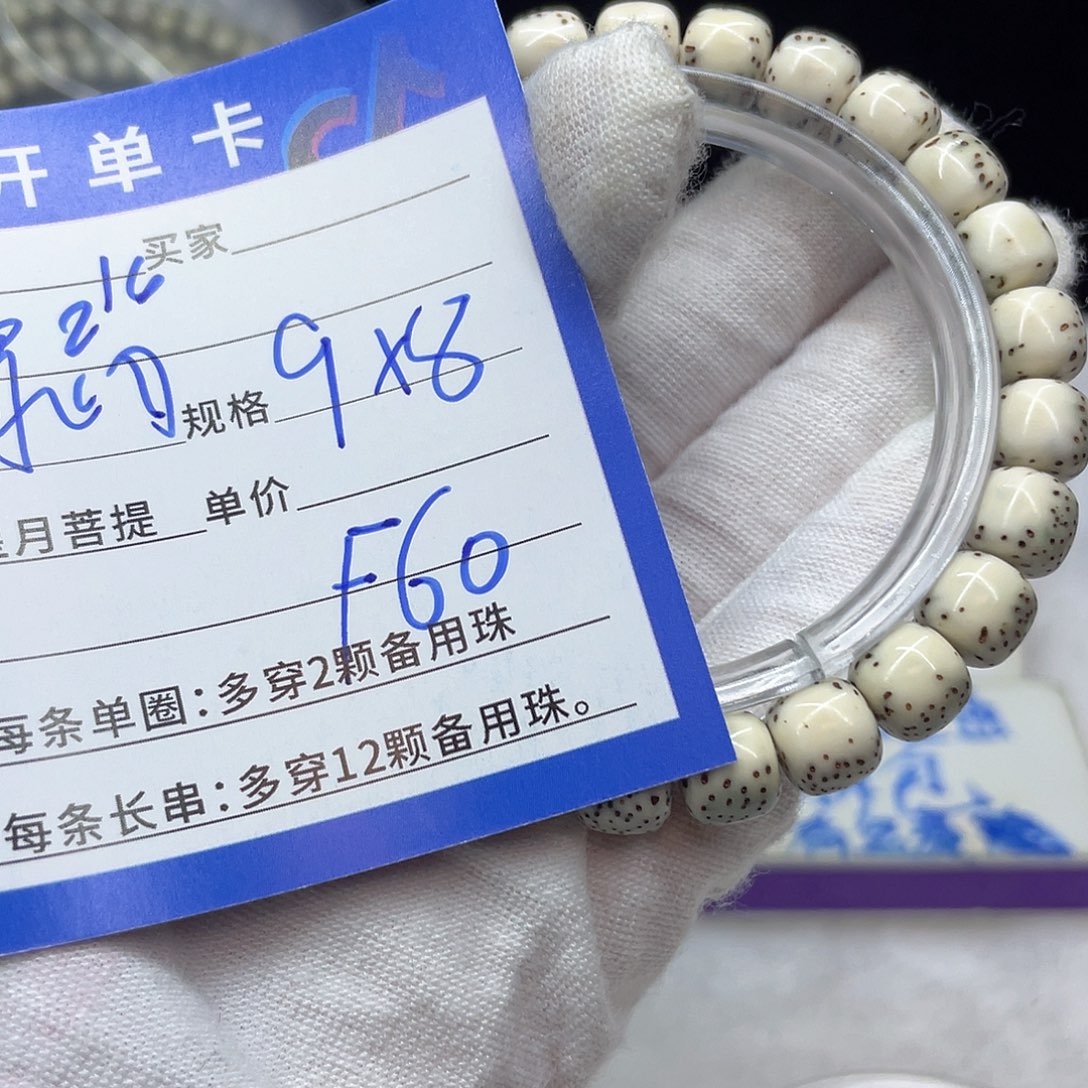 开单卡
买家
216
规格 9x8
月菩提 单价
F60
每条单圈：多穿2颗备用珠
每条长串：多穿12颗备用珠。